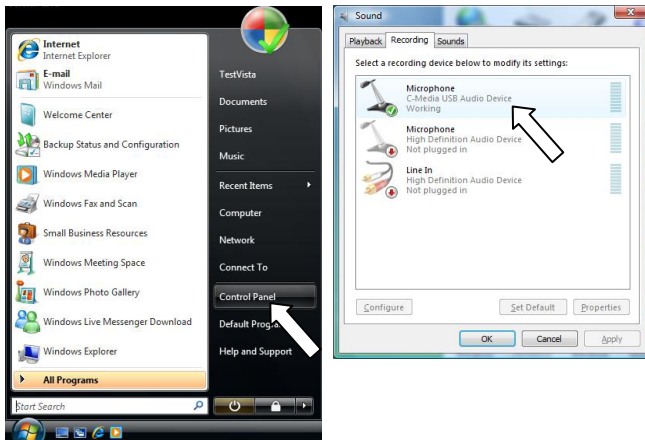 Internet
Internet Explorer
E-mail
Windows Mail
Welcome Center
Backup Status and Configuration
Windows Media Player
Windows Fax and Scan
Small Business Resources
Windows Meeting Space
Windows Photo Gallery
Windows Live Messenger Download
Windows Explorer
All Programs
Start Search
TestVista
Documents
Pictures
Music
Recent Items
Computer
Network
Connect To
Control Panel
Default Progra
Help and Support
Sound
Playback Recording Sounds
Select a recording device below to modify its settings:
Microphone
C-Media USB Audio Device
Working
Microphone
High Definition Audio Device
Not plugged in
Line In
High Definition Audio Device
Not plugged in
Configure Set Default Properties
OK Cancel Apply